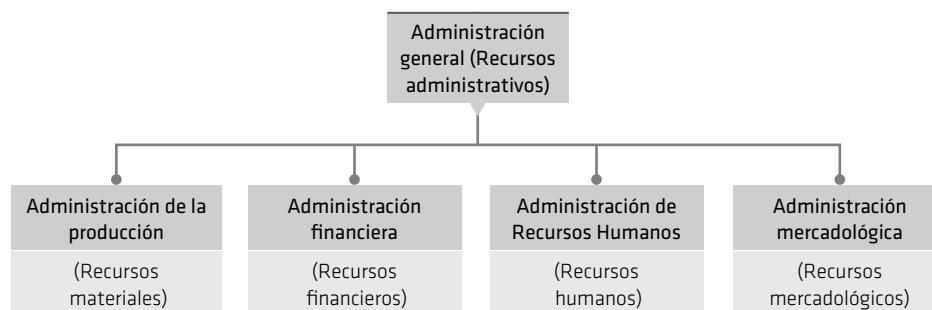 Administración
general (Recursos
administrativos)
Administración de la
producción
(Recursos
materiales)
Administración
financiera
(Recursos
financieros)
Administración de
Recursos Humanos
(Recursos
humanos)
Administración
mercadológica
(Recursos
mercadológicos)